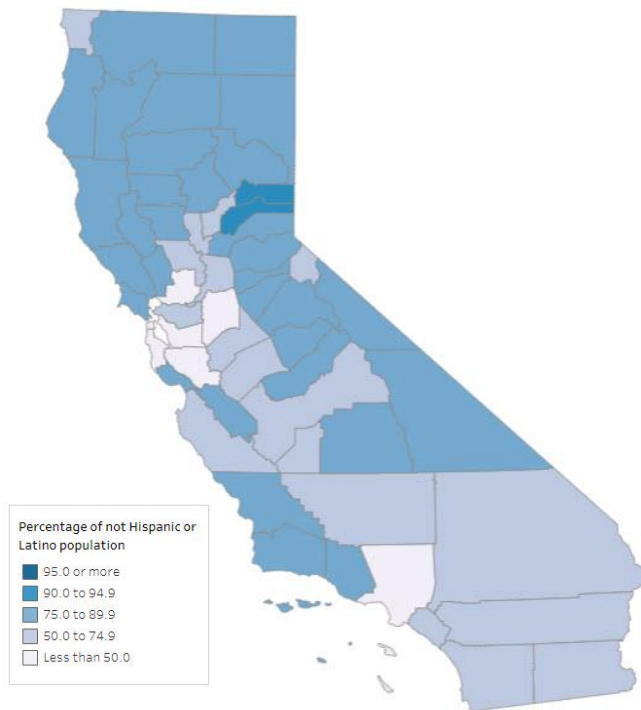 Percentage of not Hispanic or
Latino population
95.0 or more
90.0 to 94.9
75.0 to 89.9
50.0 to 74.9
Less than 50.0